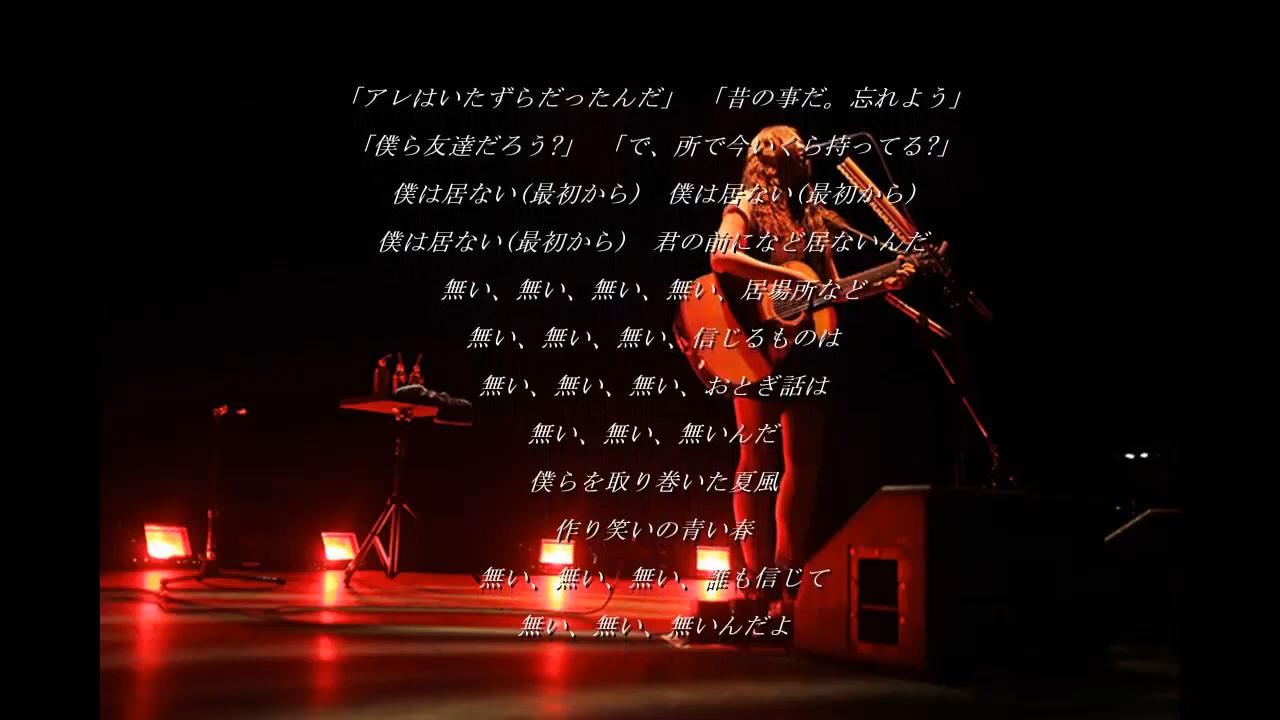 「アレはいたずらだったんだ」　「昔の事だ。忘れよう」
「僕ら友達だろう?」　「で、所で今いくら持ってる?」
僕は居ない(最初から)　僕は居ない(最初から)
僕は居ない(最初から)　君の前になど居ないんだ
無い、無い、無い、無い、居場所など
無い、無い、無い、信じるものは
無い、無い、無い、おとぎ話は
無い、無い、無いんだ
僕らを取り巻いた夏風
作り笑いの青い春
無い、無い、無い、誰も信じて
無い、無い、無いんだよ